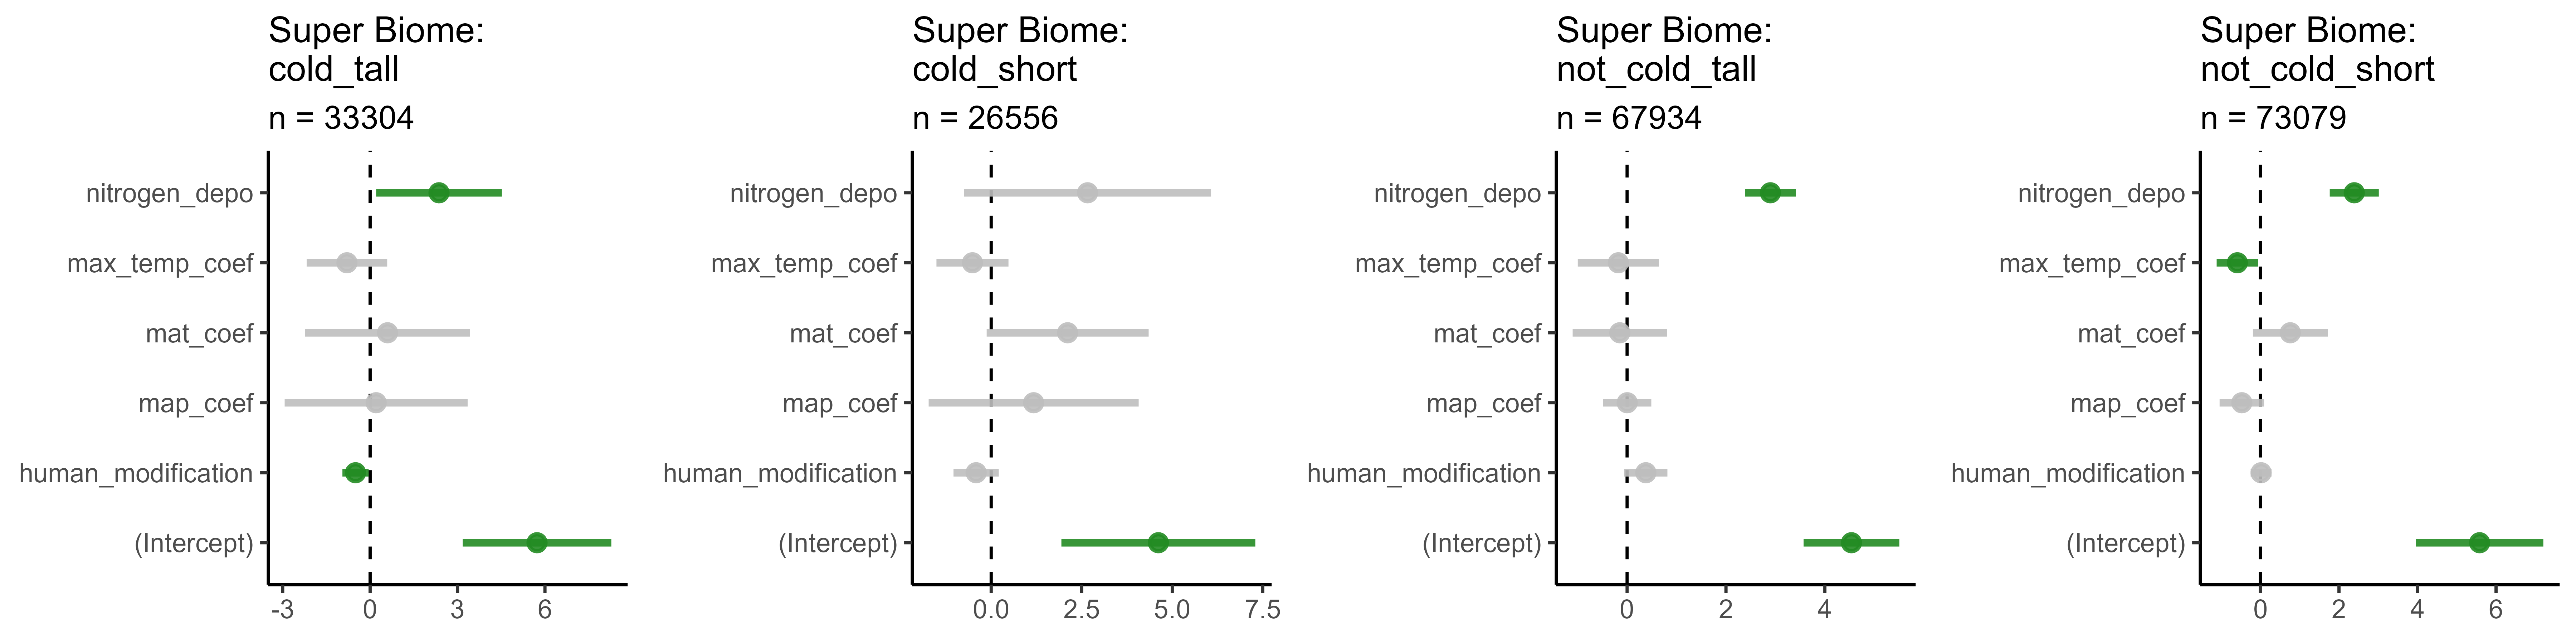 Super Biome:
cold_tall
n = 33304
nitrogen_depo
max_temp_coef
mat_coef
map_coef
human_modification
(Intercept)
-3 0 3 6
Super Biome:
cold_short
n = 26556
nitrogen_depo
max_temp_coef
mat_coef
map_coef
human_modification
(Intercept)
0.0 2.5 5.0 7.5
Super Biome:
not_cold_tall
n = 67934
nitrogen_depo
max_temp_coef
mat_coef
map_coef
human_modification
(Intercept)
0 2 4
Super Biome:
not_cold_short
n = 73079
nitrogen_depo
max_temp_coef
mat_coef
map_coef
human_modification
(Intercept)
0 2 4 6